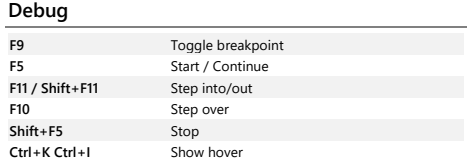 Debug
F9 Toggle breakpoint
F5 Start / Continue
F11 / Shift+F11 Step into/out
F10 Step over
Shift+F5 Stop
Ctrl+K Ctrl+I Show hover